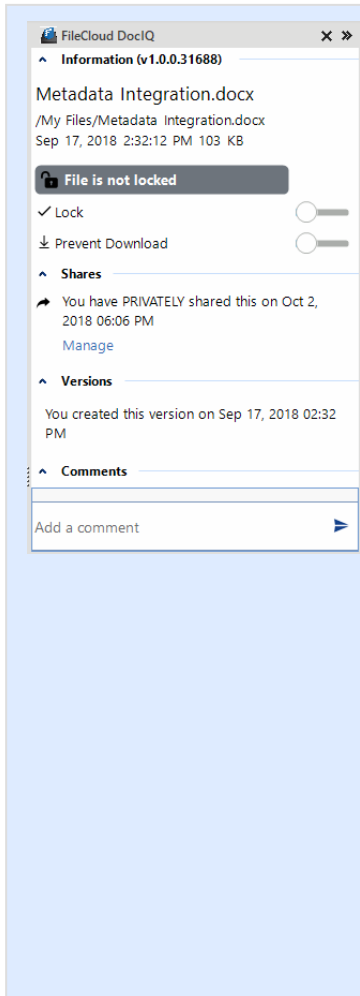 FileCloud DocIQ
Information (v1.0.0.31688)
Metadata Integration.docx
/My Files/Metadata Integration.docx
Sep 17, 2018 2:32:12 PM 103 KB
File is not locked
Lock
Prevent Download
Shares
You have PRIVATELY shared this on Oct 2,
2018 06:06 PM
Manage
Versions
You created this version on Sep 17, 2018 02:32
PM
Comments
Add a comment